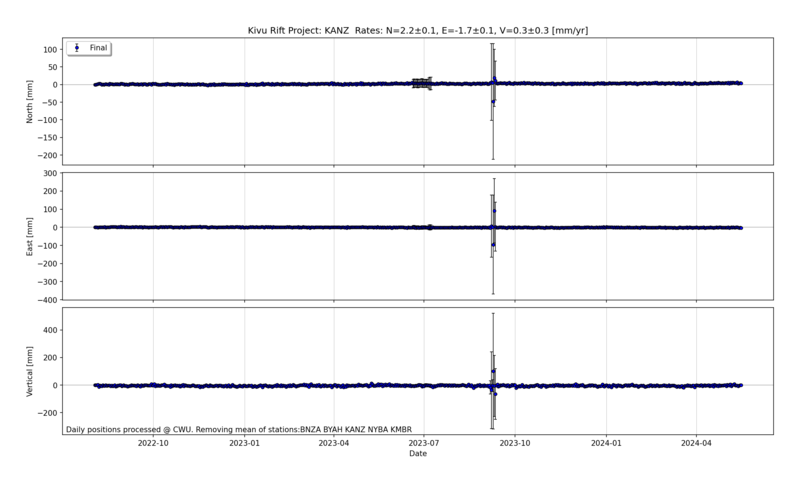 Kivu Rift Project: KANZ  Rates: N=2.2±0.1, E=-1.7±0.1, V=0.3±0.3 [mm/yr]
Final
North [mm]
100
50
0
−50
−100
−150
−200
East [mm]
300
200
100
0
−100
−200
−300
−400
Vertical [mm]
400
200
0
−200
Daily positions processed @ CWU. Removing mean of stations:BNZA BYAH KANZ NYBA KMBR
2022-10 2023-01 2023-04 2023-07 2023-10 2024-01 2024-04
Date